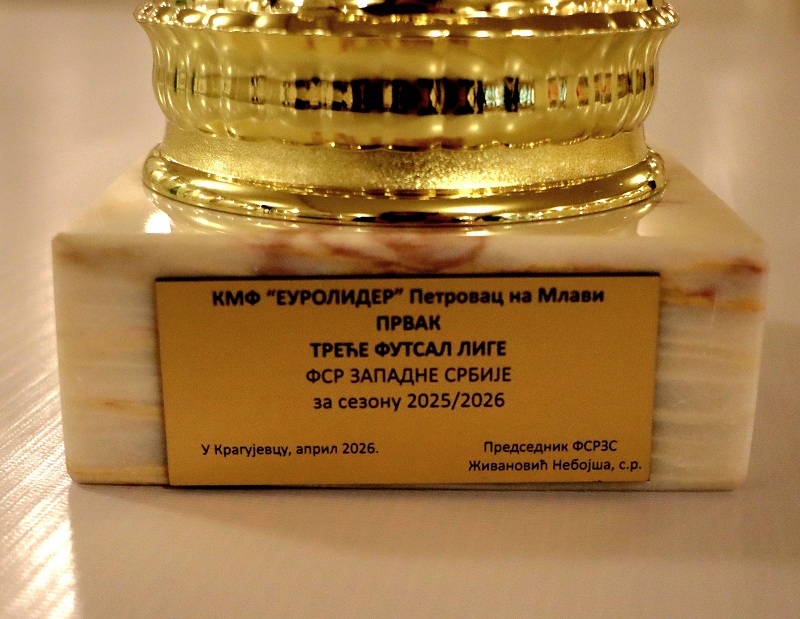 КМФ “ЕУРОЛИДЕР” Петровац на Млави
ПРВАК
ТРЕЋЕ ФУТСАЛ ЛИГЕ
ФСР ЗАПАДНЕ СРБИЈЕ
за сезону 2025/2026
У Крагујевцу, април 2026.
Председник ФСРЗС
Живановић Небојша, с.р.